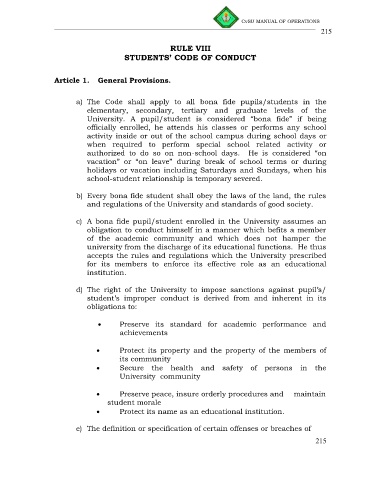 CoSU MANUAL OF OPERATIONS
215
RULE VIII
STUDENTS' CODE OF CONDUCT
Article 1. General Provisions.
a) The Code shall apply to all bona fide pupils/students in the
elementary, secondary, tertiary and graduate levels of the
University. A pupil/student is considered "bona fide" if being
officially enrolled, he attends his classes or performs any school
activity inside or out of the school campus during school days or
when required to perform special school related activity or
authorized to do so on non-school days. He is considered "on
vacation" or "on leave" during break of school terms or during
holidays or vacation including Saturdays and Sundays, when his
school-student relationship is temporary severed.
b) Every bona fide student shall obey the laws of the land, the rules
and regulations of the University and standards of good society.
c) A bona fide pupil/student enrolled in the University assumes an
obligation to conduct himself in a manner which befits a member
of the academic community and which does not hamper the
university from the discharge of its educational functions. He thus
accepts the rules and regulations which the University prescribed
for its members to enforce its effective role as an educational
institution.
d) The right of the University to impose sanctions against pupil's/
student's improper conduct is derived from and inherent in its
obligations to:
• Preserve its standard for academic performance and
achievements
• Protect its property and the property of the members of
its community
• Secure the health and safety of persons in the
University community
• Preserve peace, insure orderly procedures and maintain
student morale
• Protect its name as an educational institution.
e) The definition or specification of certain offenses or breaches of
215